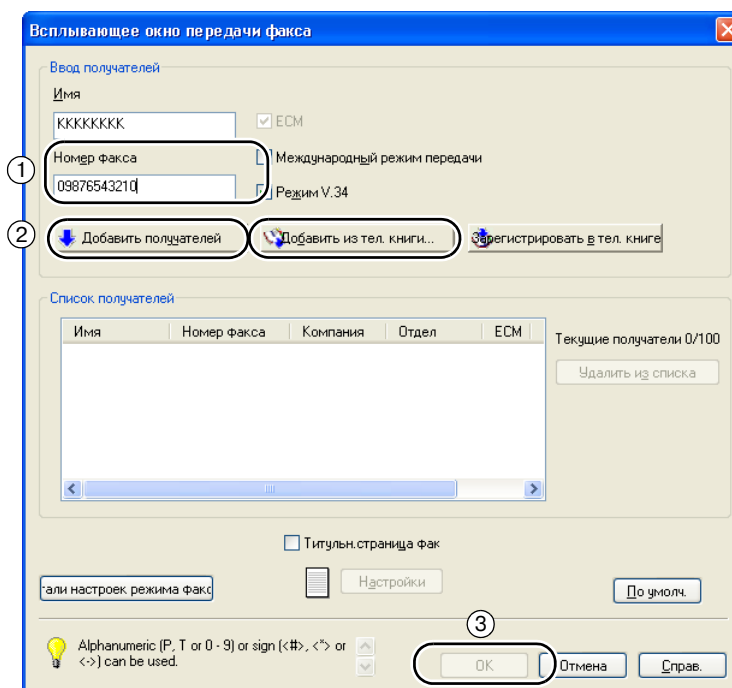 Всплывающее окно передачи факса
Ввод получателей
Имя
KKKKKKKK
ECM
1
Номер факса
Международный режим передачи
09876543210
Режим V.34
2
Добавить получателей
Добавить из тел. книги...
Зарегистрировать в тел. книге
Список получателей
Имя Номер факса Компания Отдел ECM
Текущие получатели 0/100
Удалить из списка
Титульн.страница фак
тали настроек режима факс
Настройки
По умолч.
3
Alphanumeric (P, T or 0 - 9) or sign (<#>, <*> or
<->) can be used.
OK
Отмена
Справ.